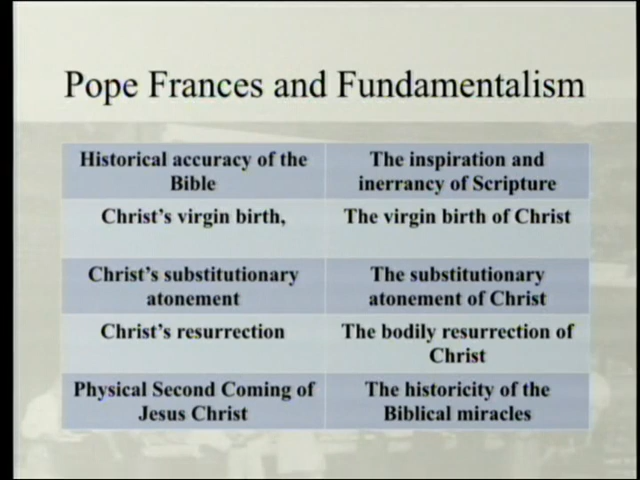 Pope Frances and Fundamentalism
Historical accuracy of the
Bible
The inspiration and
inerrancy of Scripture
Christ's virgin birth,
The virgin birth of Christ
Christ's substitutionary
atonement
The substitutionary
atonement of Christ
Christ's resurrection
The bodily resurrection of
Christ
Physical Second Coming of
Jesus Christ
The historicity of the
Biblical miracles